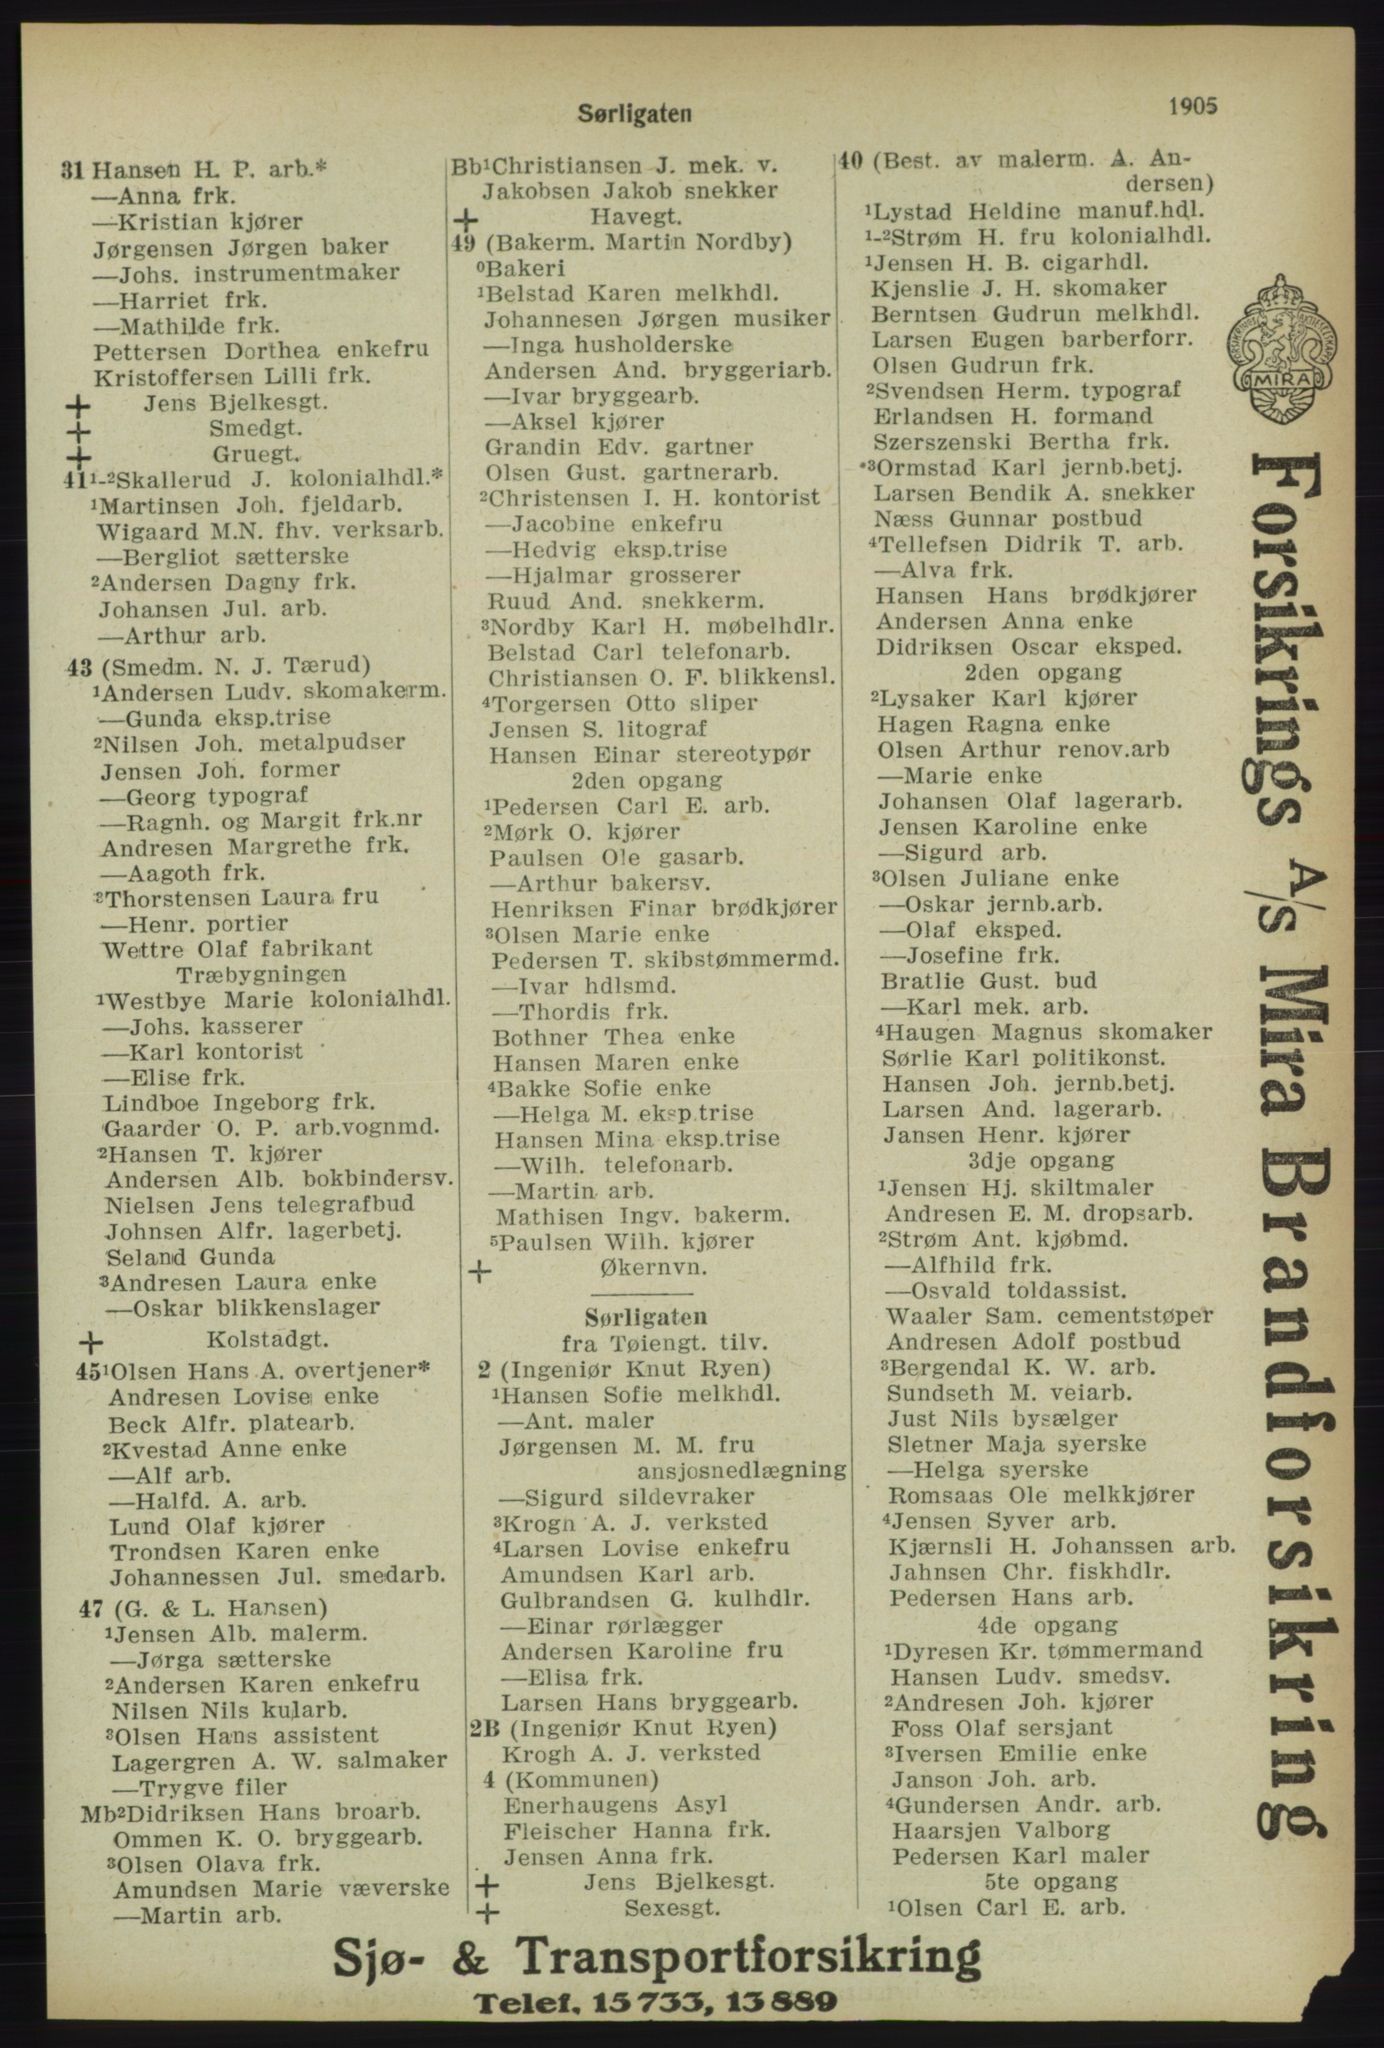 Sørligaten
1905
31 Hansen H. P. arb.*
—Anna frk.
—Kristian kjører
Jørgensen Jørgen baker
—Johs. instrumentmaker
—Harriet frk.
—Mathilde frk.
Pettersen Dorthea enkefru
Kristoffersen Lilli frk.
+ Jens Bjelkesgt.
+ Smedgt.
+ Gruegt.
41 1-2Skallerud J. kolonialhdl.*
1Martinsen Joh. fjeldarb.
Wigaard M.N. fhv. verksarb.
—Bergliot sætterske
2Andersen Dagny frk.
Johansen Jul. arb.
—Arthur arb.
43 (Smedm. N. J. Tærud)
1Andersen Ludv. skomakerm.
—Gunda eksp.trise
2Nilsen Joh. metalpudser
Jensen Joh. former
—Georg typograf
—Ragnh. og Margit frk.nr
Andresen Margrethe frk.
—Aagoth frk.
3Thorstensen Laura fru
—Henr. portier
Wettre Olaf fabrikant
Træbygningen
1Westbye Marie kolonialhdl.
—Johs. kasserer
—Karl kontorist
—Elise frk.
Lindboe Ingeborg frk.
Gaarder O. P. arb.vognmd.
2Hansen T. kjører
Andersen Alb. bokbindersv.
Nielsen Jens telegrafbud
Johnsen Alfr. lagerbetj.
Seland Gunda
3Andresen Laura enke
—Oskar blikkenslager
+ Kolstadgt.
45 1Olsen Hans A. overtjener*
Andresen Lovise enke
Beck Alfr. platearb.
2Kvestad Anne enke
—Alf arb.
—Halfd. A. arb.
Lund Olaf kjører
Trondsen Karen enke
Johannessen Jul. smedarb.
47 (G. & L. Hansen)
1Jensen Alb. malerm.
—Jørga sætterske
2Andersen Karen enkefru
Nilsen Nils kularb.
3Olsen Hans assistent
Lagergren A. W. salmaker
—Trygve filer
Mb2Didriksen Hans broarb.
Ommen K. O. bryggearb.
3Olsen Olava frk.
Amundsen Marie væverske
—Martin arb.
Bb1Christiansen J. mek. v.
Jakobsen Jakob snekker
+ Havegt.
49 (Bakerm. Martin Nordby)
0Bakeri
1Belstad Karen melkhdl.
Johannesen Jørgen musiker
—Inga husholderske
Andersen And. bryggeriarb.
—Ivar bryggearb.
—Aksel kjører
Grandin Edv. gartner
Olsen Gust. gartnerarb.
2Christensen I. H. kontorist
—Jacobine enkefru
—Hedvig eksp.trise
—Hjalmar grosserer
Ruud And. snekkerm.
3Nordby Karl H. møbelhdlr.
Belstad Carl telefonarb.
Christiansen O. F. blikkensl.
4Torgersen Otto sliper
Jensen S. litograf
Hansen Einar stereotypør
2den opgang
1Pedersen Carl E. arb.
2Mørk O. kjører
Paulsen Ole gasarb.
—Arthur bakersv.
Henriksen Finar brødkjører
3Olsen Marie enke
Pedersen T. skibstømmermd.
—Ivar hdlsmd.
—Thordis frk.
Bothner Thea enke
Hansen Maren enke
4Bakke Sofie enke
—Helga M. eksp.trise
Hansen Mina eksp.trise
—Wilh. telefonarb.
—Martin arb.
Mathisen Ingv. bakerm.
5Paulsen Wilh. kjører
+ Økernvn.
Sørligaten
fra Tøiengt. tilv.
2 (Ingeniør Knut Ryen)
1Hansen Sofie melkhdl.
—Ant. maler
Jørgensen M. M. fru
ansjosnedlægning
—Sigurd sildevraker
3Krogn A. J. verksted
4Larsen Lovise enkefru
Amundsen Karl arb.
Gulbrandsen G. kulhdlr.
—Einar rørlægger
Andersen Karoline fru
—Elisa frk.
Larsen Hans bryggearb.
2B (Ingeniør Knut Ryen)
Krogh A. J. verksted
4 (Kommunen)
Enerhaugens Asyl
Fleischer Hanna frk.
Jensen Anna frk.
+ Jens Bjelkesgt.
+ Sexesgt.
40 (Best. av malerm. A. An-
dersen)
1Lystad Heldine manuf.hdl.
1-2Strøm H. fru kolonialhdl.
1Jensen H. B. cigarhdl.
Kjenslie J. H. skomaker
Berntsen Gudrun melkhdl.
Larsen Eugen barberforr.
Olsen Gudrun frk.
2Svendsen Herm. typograf
Erlandsen H. formand
Szerszenski Bertha frk.
3Ormstad Karl jernb.betj.
Larsen Bendik A. snekker
Næss Gunnar postbud
4Tellefsen Didrik T. arb.
—Alva frk.
Hansen Hans brødkjører
Andersen Anna enke
Didriksen Oscar eksped.
2den opgang
2Lysaker Karl kjører
Hagen Ragna enke
Olsen Arthur renov.arb
—Marie enke
Johansen Olaf lagerarb.
Jensen Karoline enke
—Sigurd arb.
3Olsen Juliane enke
—Oskar jernb.arb.
—Olaf eksped.
—Josefine frk.
Bratlie Gust. bud
—Karl mek. arb.
4Haugen Magnus skomaker
Sørlie Karl politikonst.
Hansen Joh. jernb.betj.
Larsen And. lagerarb.
Jansen Henr. kjører
3dje opgang
1Jensen Hj. skiltmaler
Andresen E. M. dropsarb.
2Strøm Ant. kjøbmd.
—Alfhild frk.
—Osvald toldassist.
Waaler Sam. cementstøper
Andresen Adolf postbud
3Bergendal K. W. arb.
Sundseth M. veiarb.
Just Nils bysælger
Sletner Maja syerske
—Helga syerske
Romsaas Ole melkkjører
4Jensen Syver arb.
Kjærnsli H. Johanssen arb.
Jahnsen Chr. fiskhdlr.
Pedersen Hans arb.
4de opgang
1Dyresen Kr. tømmermand
Hansen Ludv. smedsv.
2Andresen Joh. kjører
Foss Olaf sersjant
3Iversen Emilie enke
Janson Joh. arb.
4Gundersen Andr. arb.
Haarsjen Valborg
Pedersen Karl maler
5te opgang
1Olsen Carl E. arb.
MIRA
Forsikrings A/s Mira Brandforsikring
Sjø- & Transportforsikring
Telef. 15733, 13889